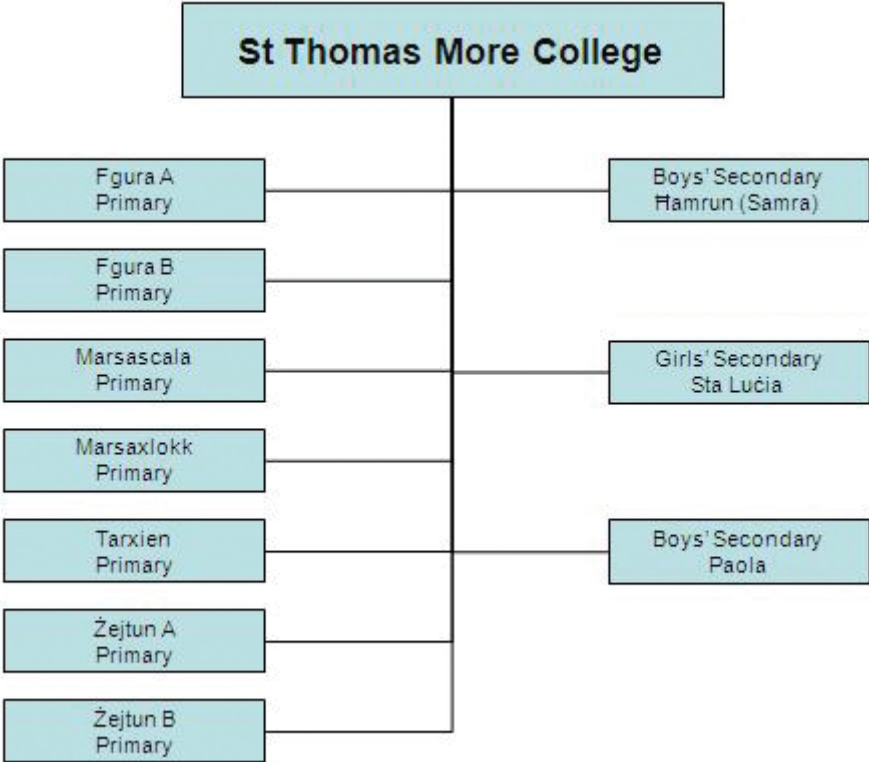 St Thomas More College
Fgura A
Primary
Boys' Secondary
Ħamrun (Samra)
Fgura B
Primary
Marsascala
Primary
Girls' Secondary
Sta Luċia
Marsaxlokk
Primary
Tarxien
Primary
Boys' Secondary
Paola
Żejtun A
Primary
Żejtun B
Primary